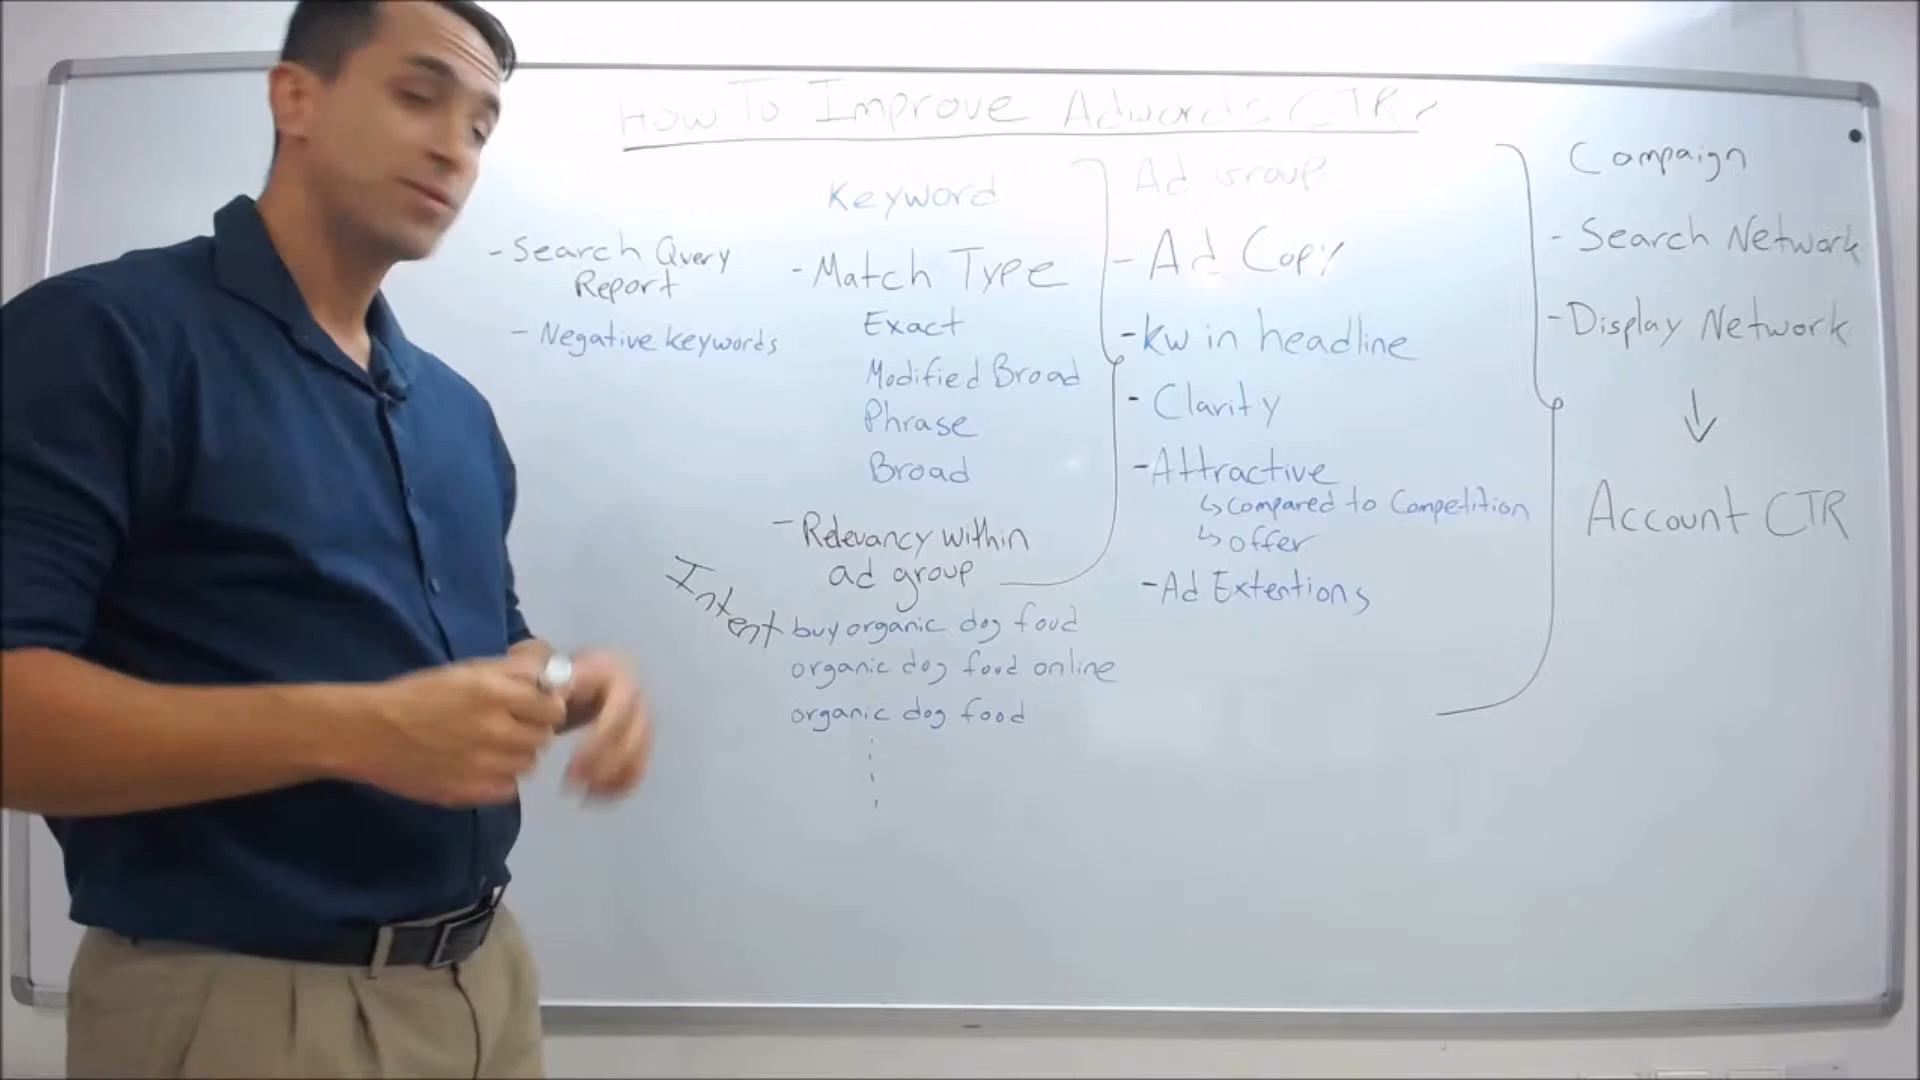 How To Improve Adwords CTR
Keyword
- Search Query
Report
- Negative keywords
- Match Type
Exact
Modified Broad
Phrase
Broad
- Relevancy within
ad group
Intent
buy organic dog food
organic dog food online
organic dog food
Ad Group
- Ad Copy
- kw in headline
- Clarity
- Attractive
↳ Compared to Competition
↳ offer
- Ad Extentions
Campaign
- Search Network
- Display Network
↓
Account CTR